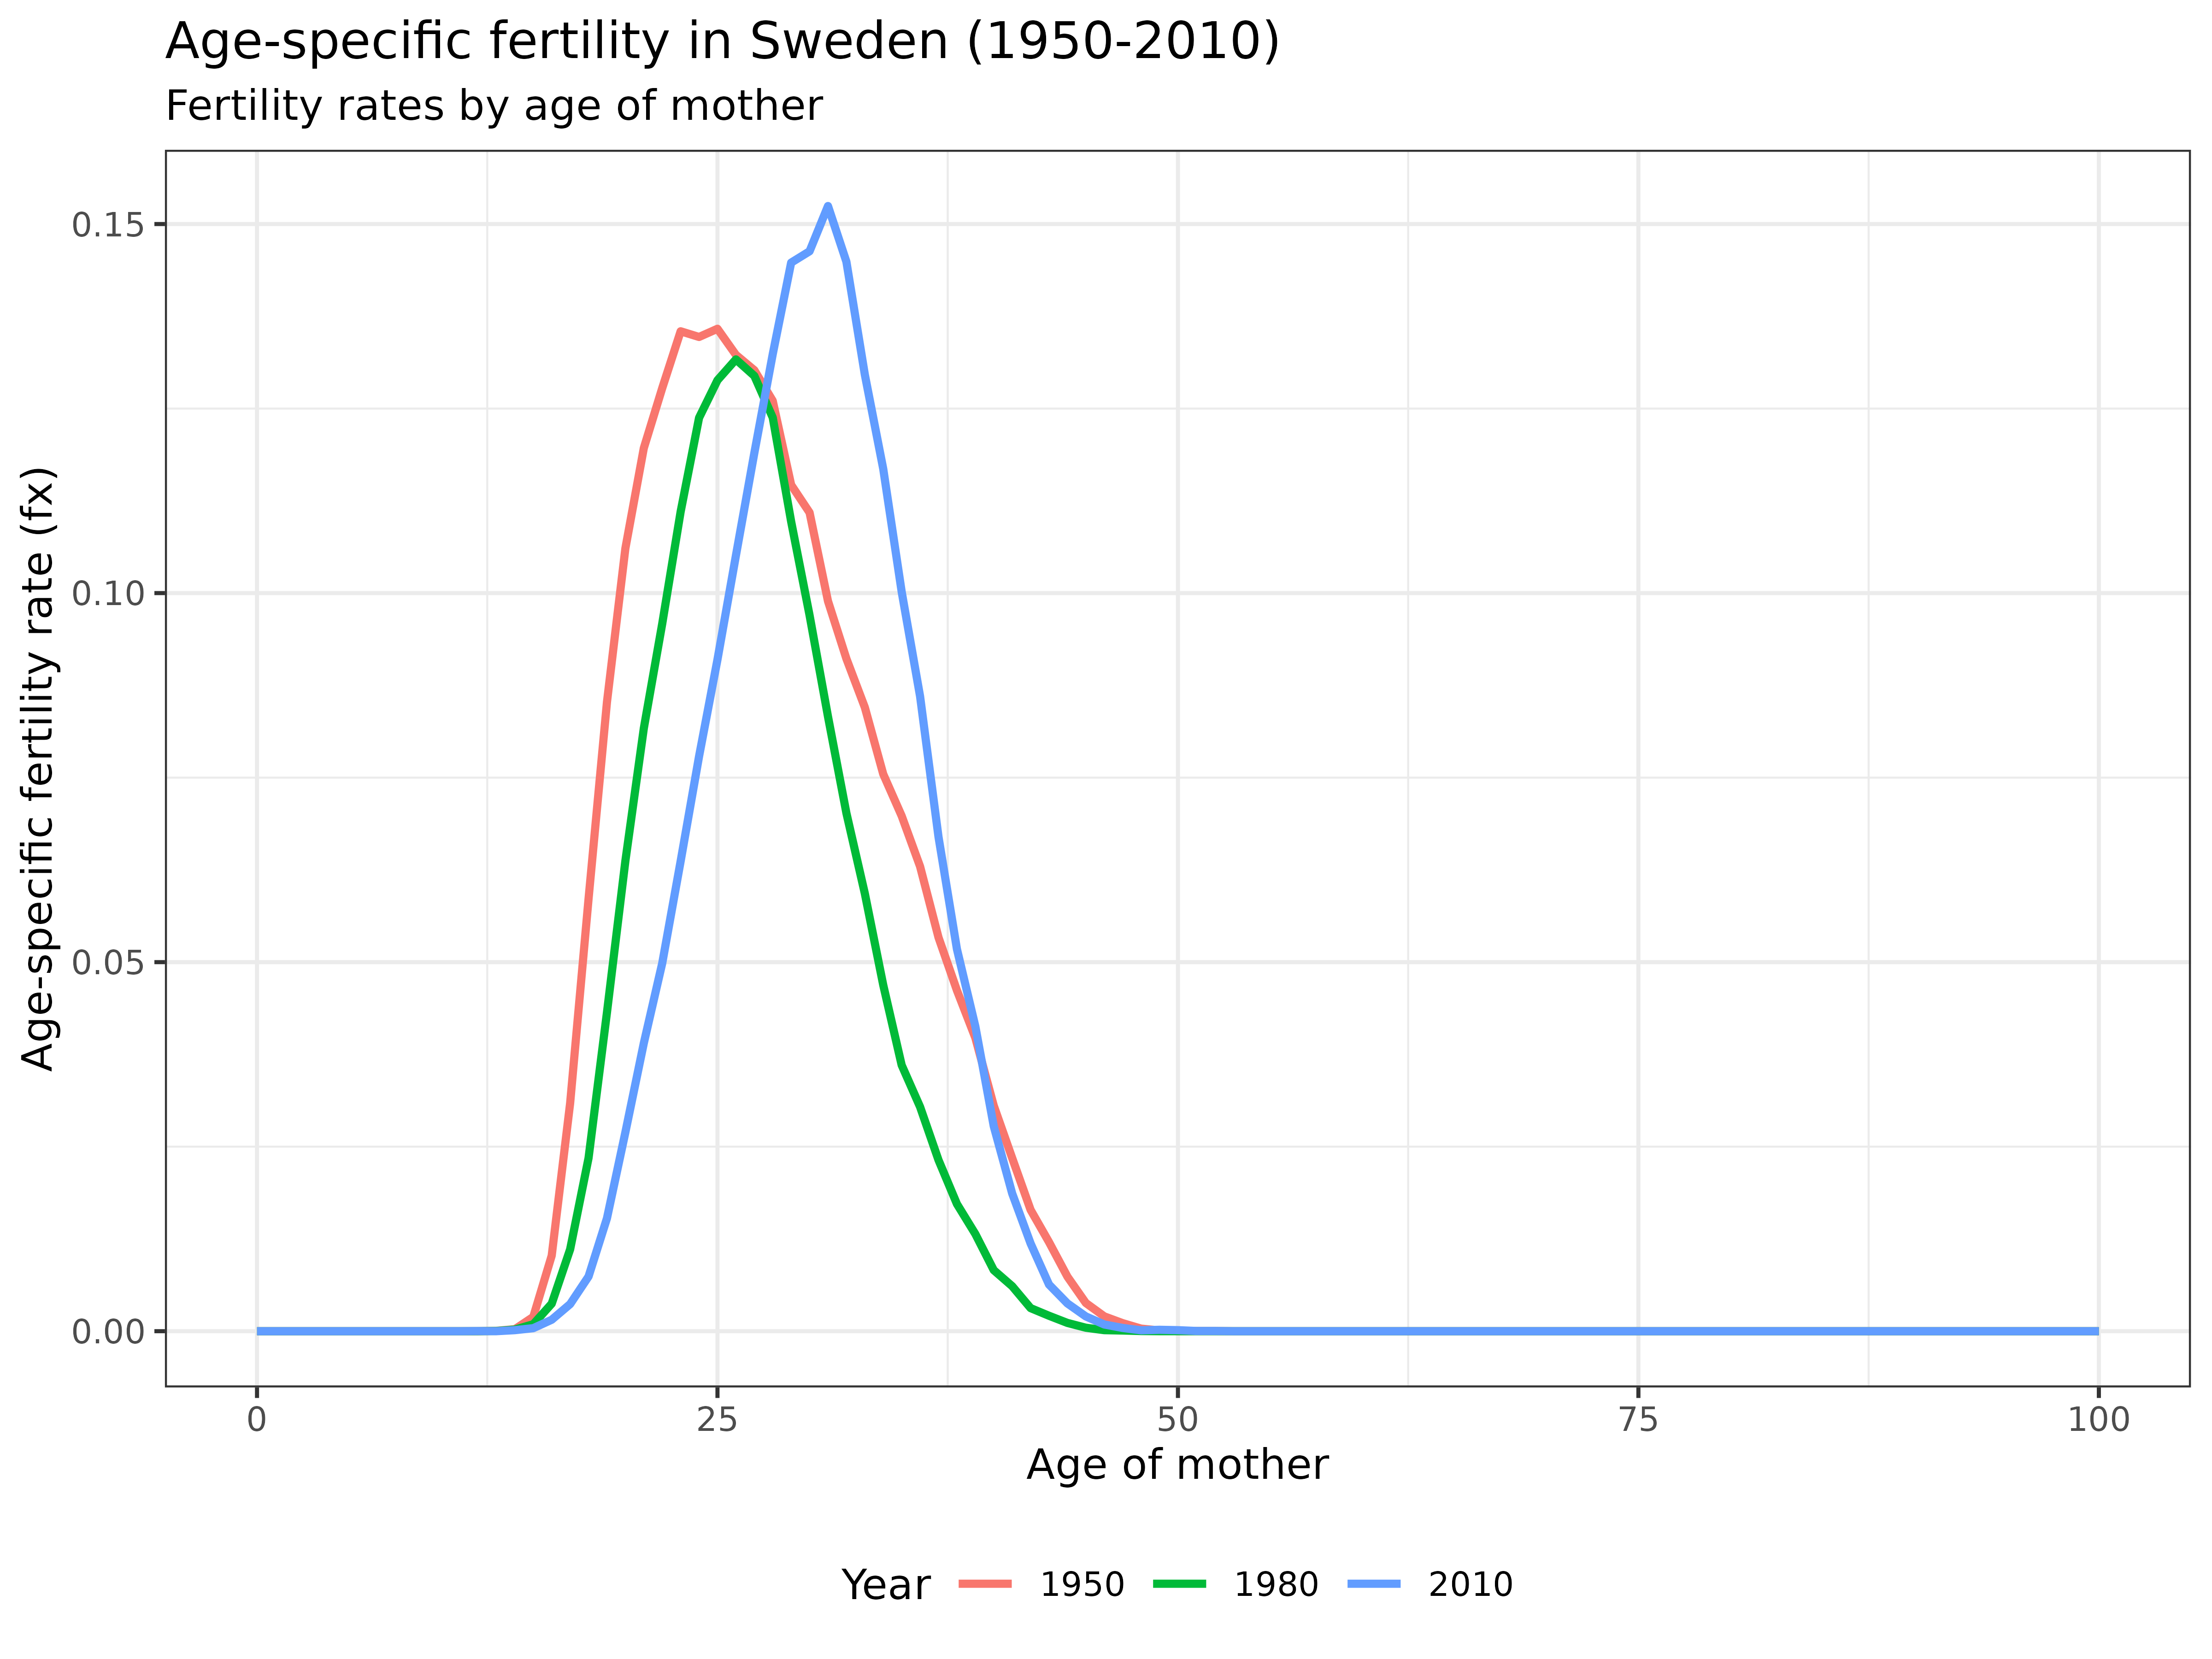 Age-specific fertility in Sweden (1950-2010)
Fertility rates by age of mother
Age-specific fertility rate (fx)
0.15
0.10
0.05
0.00
0 25 50 75 100
Age of mother
Year 1950 1980 2010